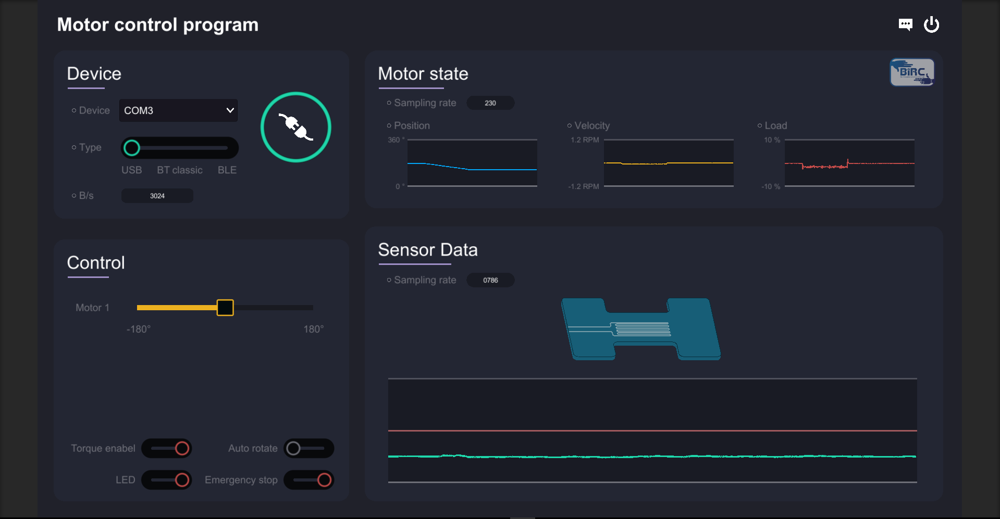 Motor control program
Device
Device COM3
Type
USB BT classic BLE
B/s 3024
Motor state
BiRC
Sampling rate 230
Position
360 °
0 °
Velocity
1.2 RPM
-1.2 RPM
Load
10 %
-10 %
Control
Motor 1
-180° 180°
Torque enabel Auto rotate
LED Emergency stop
Sensor Data
Sampling rate 0786